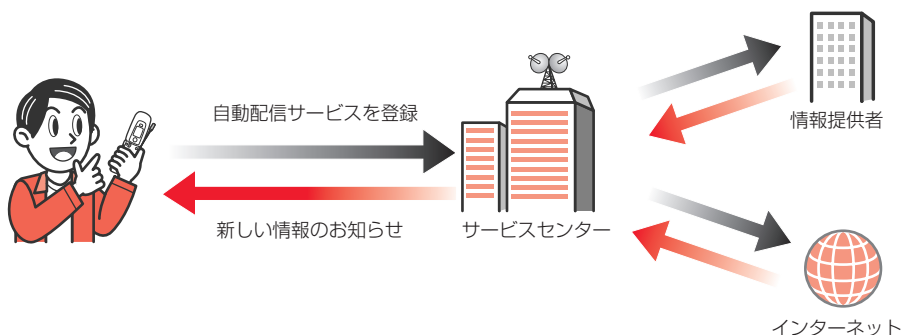 自動配信サービスを登録
新しい情報のお知らせ
サービスセンター
情報提供者
インターネット